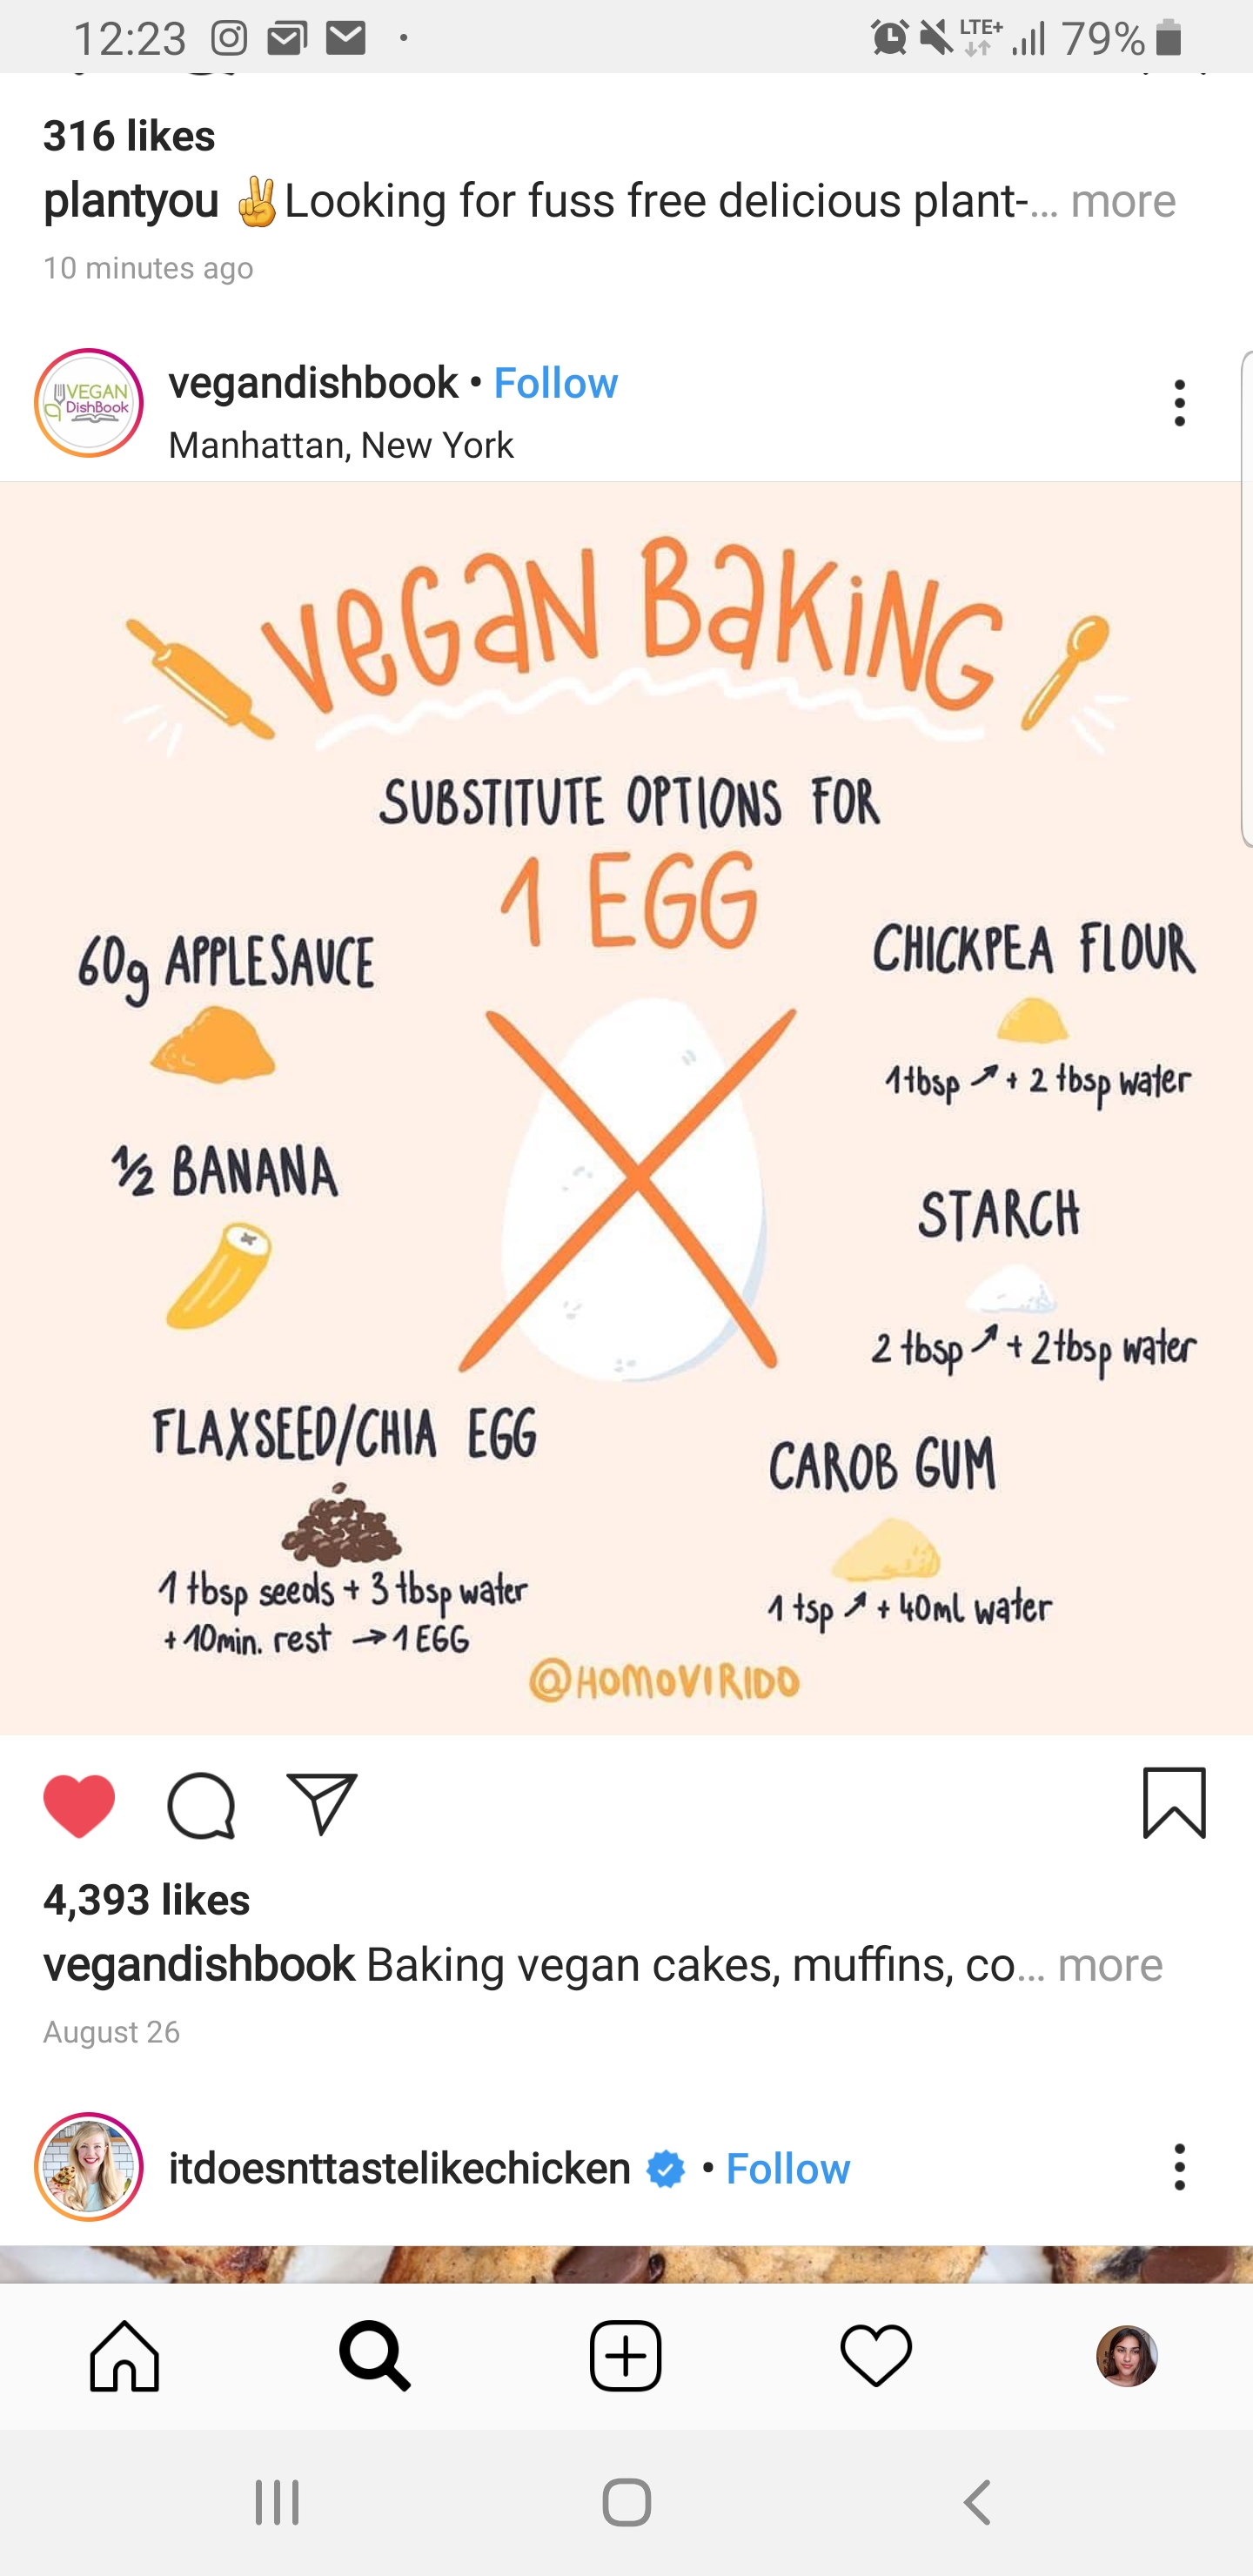 12:23
LTE+ 79%
316 likes
plantyou ✌Looking for fuss free delicious plant-... more
10 minutes ago
VEGAN DishBook
vegandishbook • Follow
Manhattan, New York
VEGAN BAKING
SUBSTITUTE OPTIONS FOR
1 EGG
60g APPLESAUCE
½ BANANA
FLAXSEED/CHIA EGG
1 tbsp seeds + 3 tbsp water
+ 10min. rest → 1 EGG
CHICKPEA FLOUR
1tbsp ↗ + 2 tbsp water
STARCH
2 tbsp ↗ + 2tbsp water
CAROB GUM
1 tsp ↗ + 40ml water
@HOMOVIRIDO
4,393 likes
vegandishbook Baking vegan cakes, muffins, co... more
August 26
itdoesnttastelikechicken • Follow